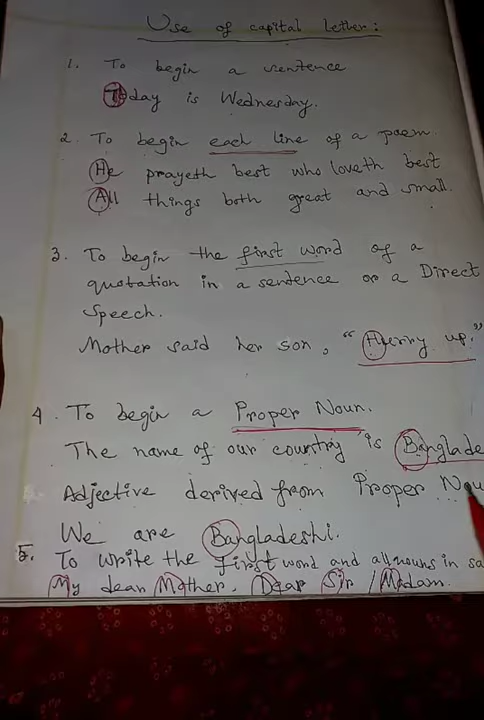 Use of capital letter:
1. To begin a sentence
Today is Wednesday.
2. To begin each line of a poem
He prayeth best who loveth best
All things both great and small.
3. To begin the first word of a
quotation in a sentence or a Direct
Speech.
Mother said her son, "Hurry up."
4. To begin a Proper Noun.
The name of our country is Banglade
Adjective derived from Proper Nou
We are Bangladeshi.
5. To write the first word and all nouns in sa
My dear Mother. Dear Sir / Madam.